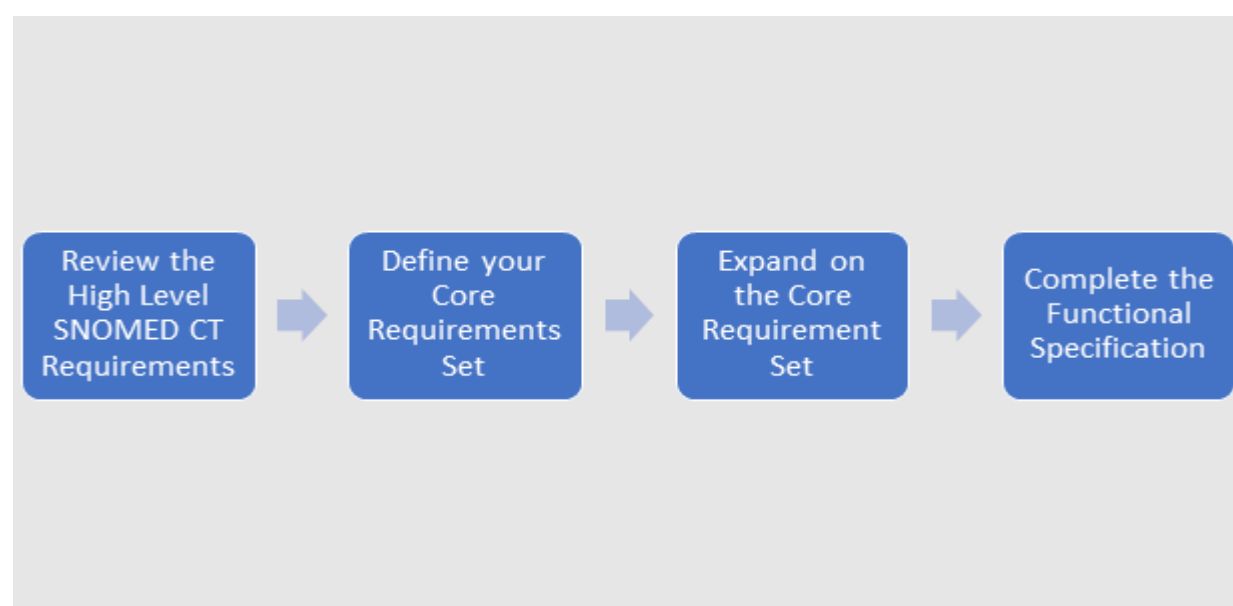 Review the
High Level
SNOMED CT
Requirements
Define your
Core
Requirements
Set
Expand on
the Core
Requirement
Set
Complete the
Functional
Specification